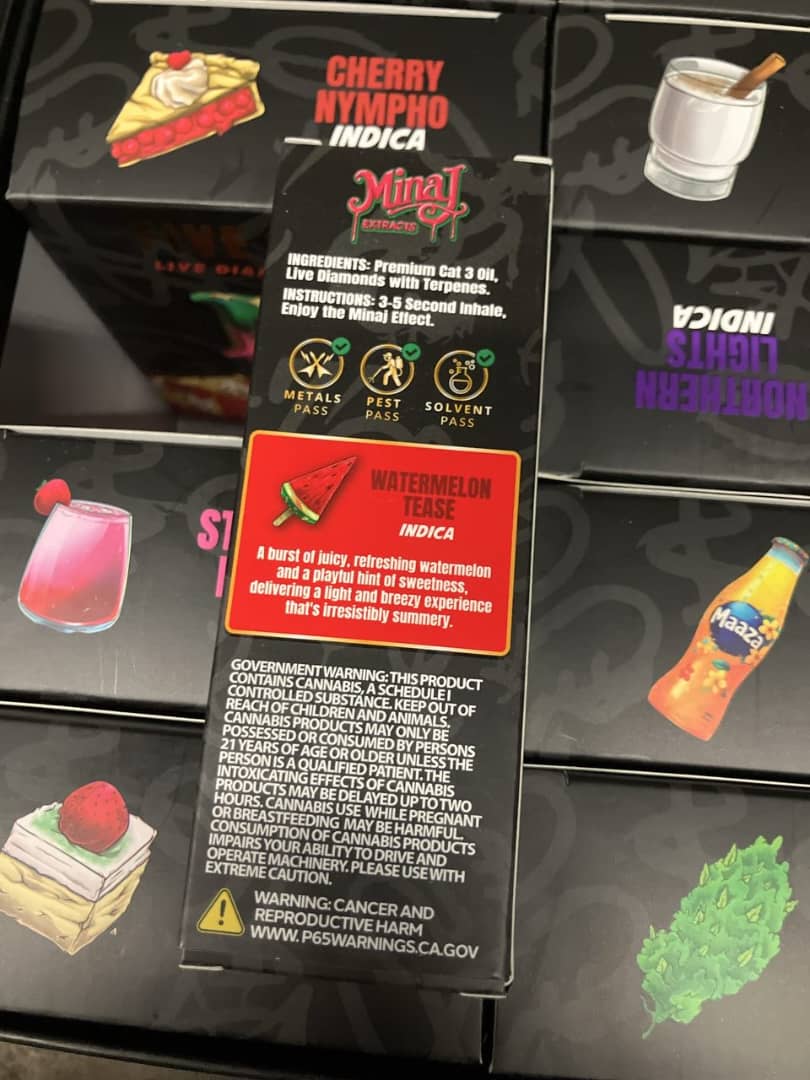 CHERRY
NYMPHO
INDICA
MinaJ
EXTRACTS
INGREDIENTS: Premium Cat 3 Oil,
Live Diamonds with Terpenes.
INSTRUCTIONS: 3-5 Second Inhale,
Enjoy the Minaj Effect.
METALS
PASS
PEST
PASS
SOLVENT
PASS
WATERMELON
TEASE
INDICA
A burst of juicy, refreshing watermelon
and a playful hint of sweetness,
delivering a light and breezy experience
that's irresistibly summery.
GOVERNMENT WARNING: THIS PRODUCT
CONTAINS CANNABIS, A SCHEDULE I
CONTROLLED SUBSTANCE. KEEP OUT OF
REACH OF CHILDREN AND ANIMALS.
CANNABIS PRODUCTS MAY ONLY BE
POSSESSED OR CONSUMED BY PERSONS
21 YEARS OF AGE OR OLDER UNLESS THE
PERSON IS A QUALIFIED PATIENT. THE
INTOXICATING EFFECTS OF CANNABIS
PRODUCTS MAY BE DELAYED UP TO TWO
HOURS. CANNABIS USE WHILE PREGNANT
OR BREASTFEEDING MAY BE HARMFUL.
CONSUMPTION OF CANNABIS PRODUCTS
IMPAIRS YOUR ABILITY TO DRIVE AND
OPERATE MACHINERY. PLEASE USE WITH
EXTREME CAUTION.
WARNING: CANCER AND
REPRODUCTIVE HARM
WWW.P65WARNINGS.CA.GOV
NORTHERN
LIGHTS
INDICA
Maaza
LIVE
ST